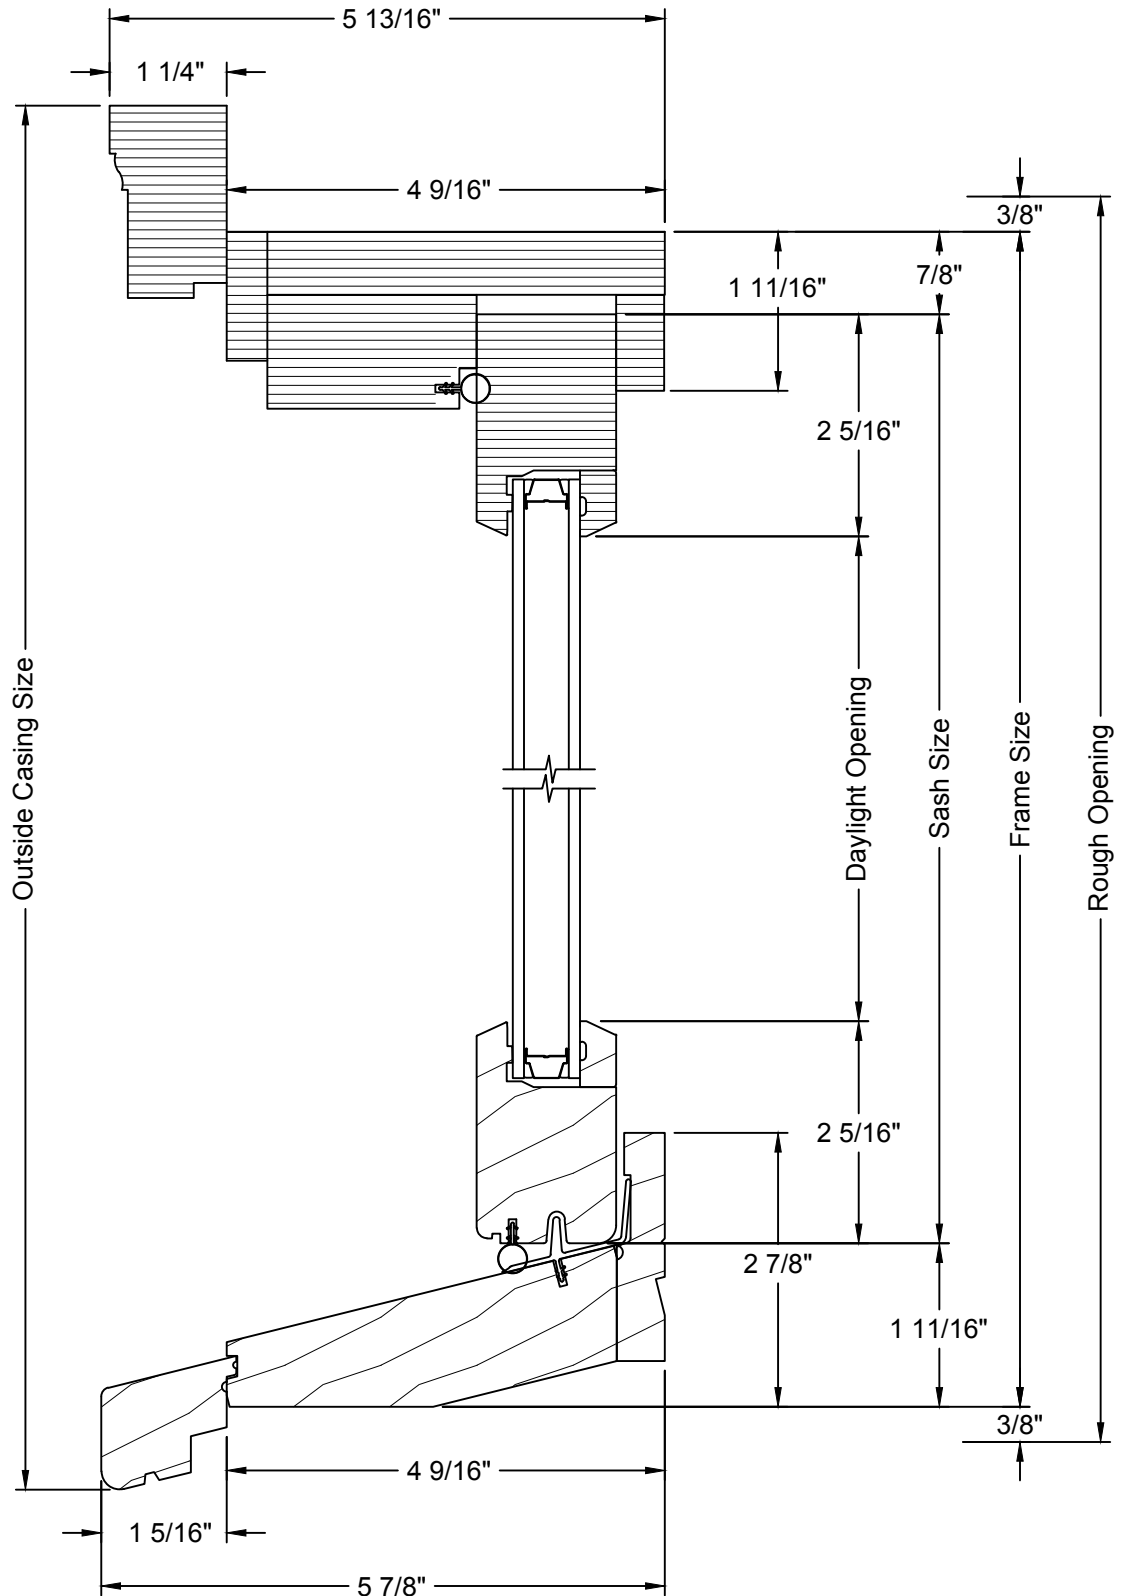 5 13/16"
1 1/4"
4 9/16"
3/8"
7/8"
1 11/16"
2 5/16"
Outside Casing Size
Daylight Opening
Sash Size
Frame Size
Rough Opening
2 5/16"
2 7/8"
1 11/16"
3/8"
4 9/16"
1 5/16"
5 7/8"